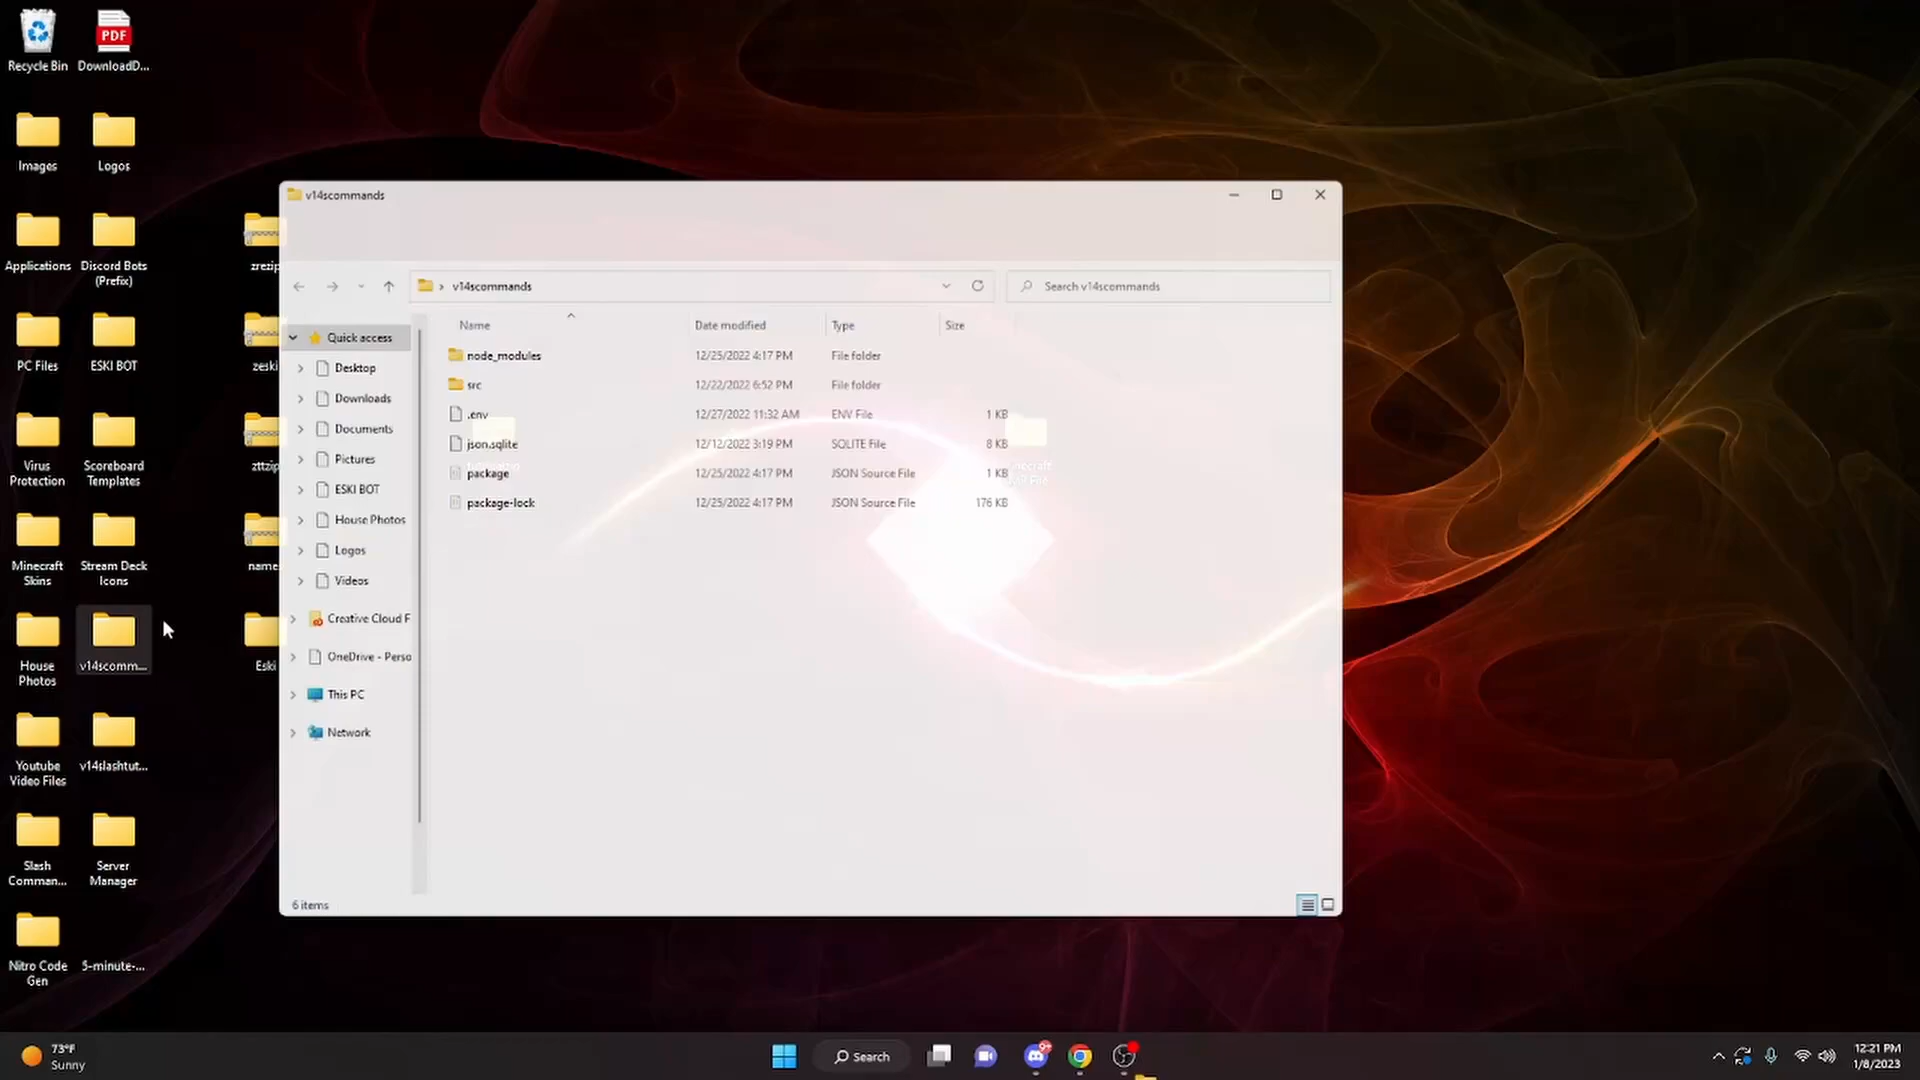 Recycle Bin
DownloadD...
Images
Logos
Applications
Discord Bots
(Prefix)
zrezip
PC Files
ESKI BOT
zeski
Virus
Protection
Scoreboard
Templates
zttzip
Minecraft
Skins
Stream Deck
Icons
name
House
Photos
v14scomm...
Eski
Youtube
Video Files
v14slashtut...
Slash
Comman...
Server
Manager
Nitro Code
Gen
5-minute-...
v14scommands
v14scommands
Search v14scommands
Quick access
Desktop
Downloads
Documents
Pictures
ESKI BOT
House Photos
Logos
Videos
Creative Cloud F
OneDrive - Perso
This PC
Network
Name Date modified Type Size
node_modules 12/25/2022 4:17 PM File folder
src 12/22/2022 6:52 PM File folder
.env 12/27/2022 11:32 AM ENV File 1 KB
json.sqlite 12/12/2022 3:19 PM SQLITE File 8 KB
package 12/25/2022 4:17 PM JSON Source File 1 KB
package-lock 12/25/2022 4:17 PM JSON Source File 176 KB
6 items
73°F
Sunny
Search
9+
12:21 PM
1/8/2023